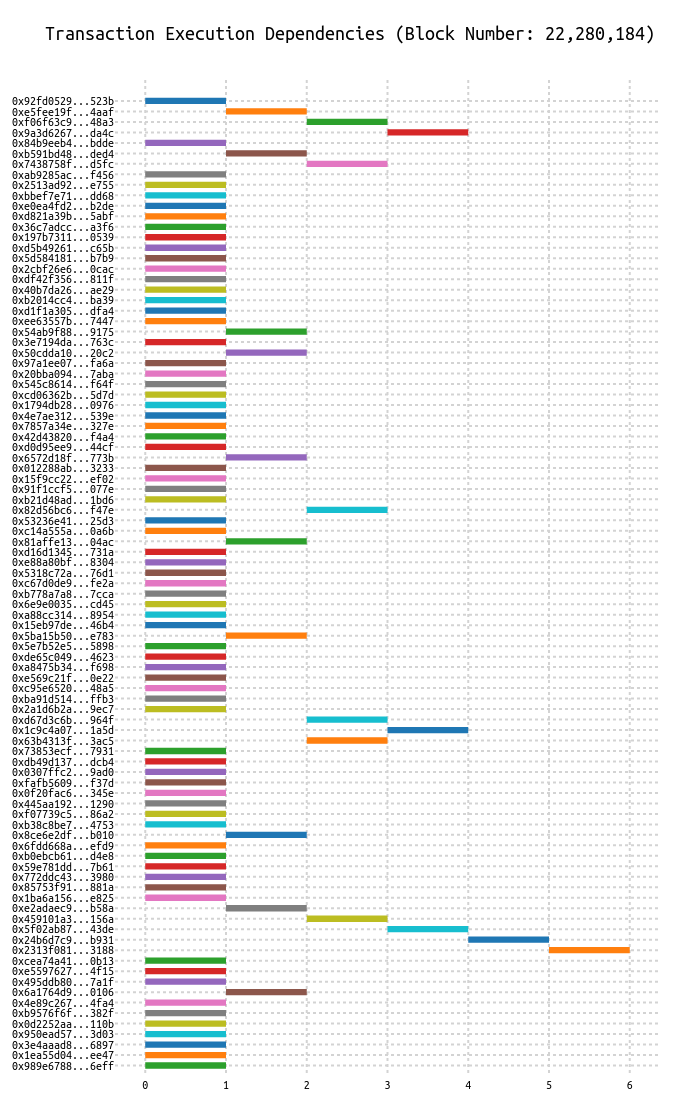 Transaction Execution Dependencies (Block Number: 22,280,184)
0x92fd0529...523b
0xe5fee19f...4aaf
0xf06f63c9...48a3
0x9a3d6267...da4c
0x84b9eeb4...bdde
0xb591bd48...ded4
0x7438758f...d5fc
0xab9285ac...f456
0x2513ad92...e755
0xbbef7e71...dd68
0xe0ea4fd2...b2de
0xd821a39b...5abf
0x36c7adcc...a3f6
0x197b7311...0539
0xd5b49261...c65b
0x5d584181...b7b9
0x2cbf26e6...0cac
0xdf42f356...811f
0x40b7da26...ae29
0xb2014cc4...ba39
0xd1f1a305...dfa4
0xee63557b...7447
0x54ab9f88...9175
0x3e7194da...763c
0x50cdda10...20c2
0x97a1ee07...fa6a
0x20bba094...7aba
0x545c8614...f64f
0xcd06362b...5d7d
0x1794db28...0976
0x4e7ae312...539e
0x7857a34e...327e
0x42d43820...f4a4
0xd0d95ee9...44cf
0x6572d18f...773b
0x012288ab...3233
0x15f9cc22...ef02
0x91f1ccf5...077e
0xb21d48ad...1bd6
0x82d56bc6...f47e
0x53236e41...25d3
0xc14a555a...0a6b
0x81affe13...04ac
0xd16d1345...731a
0xe88a80bf...8304
0x5318c72a...76d1
0xc67d0de9...fe2a
0xb778a7a8...7cca
0x6e9e0035...cd45
0xa88cc314...8954
0x15eb97de...46b4
0x5ba15b50...e783
0x5e7b52e5...5898
0xde65c049...4623
0xa8475b34...f698
0xe569c21f...0e22
0xc95e6520...48a5
0xba91d514...ffb3
0x2a1d6b2a...9ec7
0xd67d3c6b...964f
0x1c9c4a07...1a5d
0x63b4313f...3ac5
0x73853ecf...7931
0xdb49d137...dcb4
0x0307ffc2...9ad0
0xfafb5609...f37d
0x0f20fac6...345e
0x445aa192...1290
0xf07739c5...86a2
0xb38c8be7...4753
0x8ce6e2df...b010
0x6fdd668a...efd9
0xb0ebcb61...d4e8
0x59e781dd...7b61
0x772ddc43...3980
0x85753f91...881a
0x1ba6a156...e825
0xe2adaec9...b58a
0x459101a3...156a
0x5f02ab87...43de
0x24b6d7c9...b931
0x2313f081...3188
0xcea74a41...0b13
0xe5597627...4f15
0x495ddb80...7a1f
0x6a1764d9...0106
0x4e89c267...4fa4
0xb9576f6f...382f
0x0d2252aa...110b
0x950ead57...3d03
0x3e4aaad8...6897
0x1ea55d04...ee47
0x989e6788...6eff
0 1 2 3 4 5 6